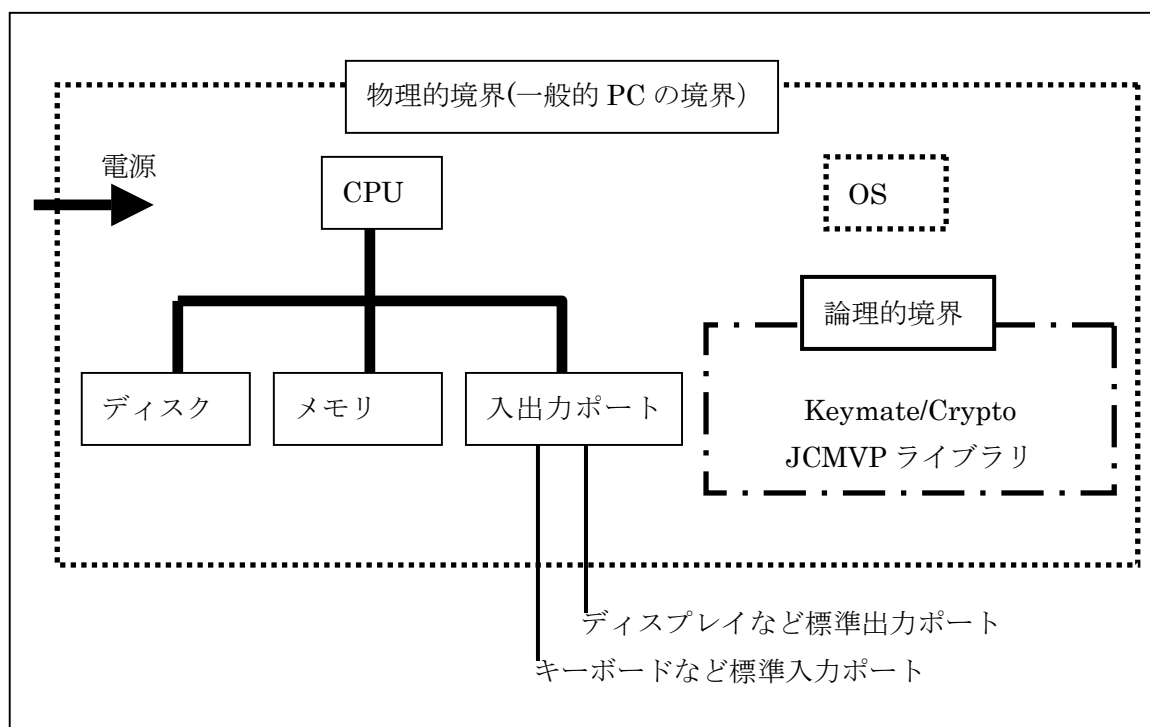 物理的境界(一般的 PC の境界）
電源
CPU
OS
論理的境界
ディスク
メモリ
入出力ポート
Keymate/Crypto
JCMVP ライブラリ
ディスプレイなど標準出力ポート
キーボードなど標準入力ポート